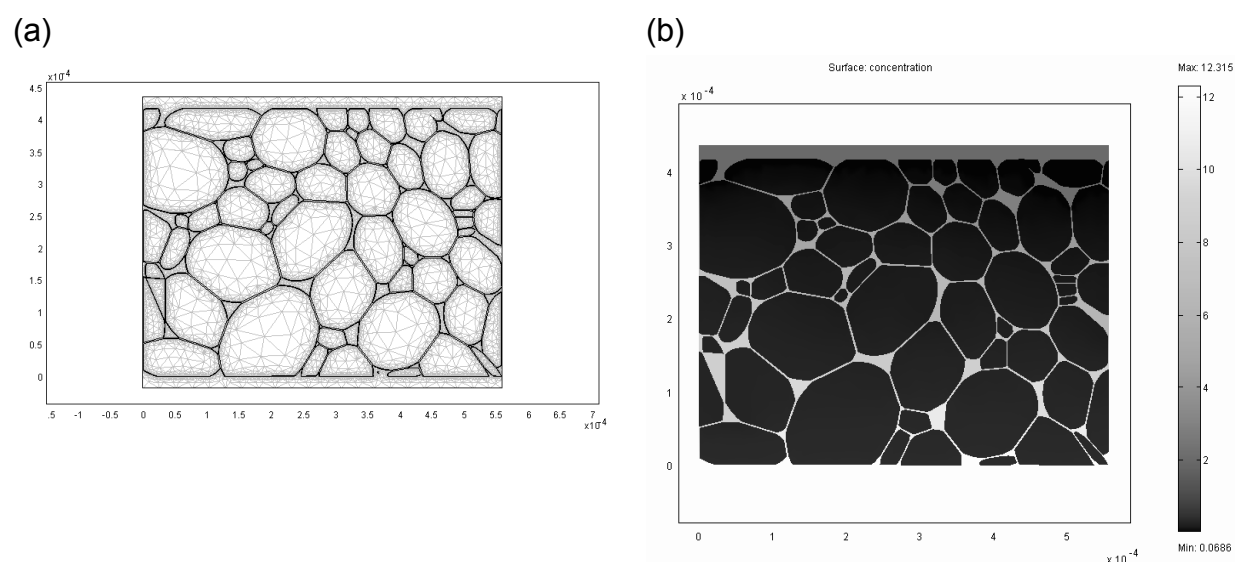 (a)
(b)
x10⁻⁴
4.5
4
3.5
3
2.5
2
1.5
1
0.5
0
.5 -0.5 0 0.5 1 1.5 2 2.5 3 3.5 4 4.5 5 5.5 6 6.5 7
x10⁻⁴
Surface: concentration
Max: 12.315
x 10⁻⁴
4
3
2
1
0
0 1 2 3 4 5
x 10⁻⁴
12
10
8
6
4
2
Min: 0.0686